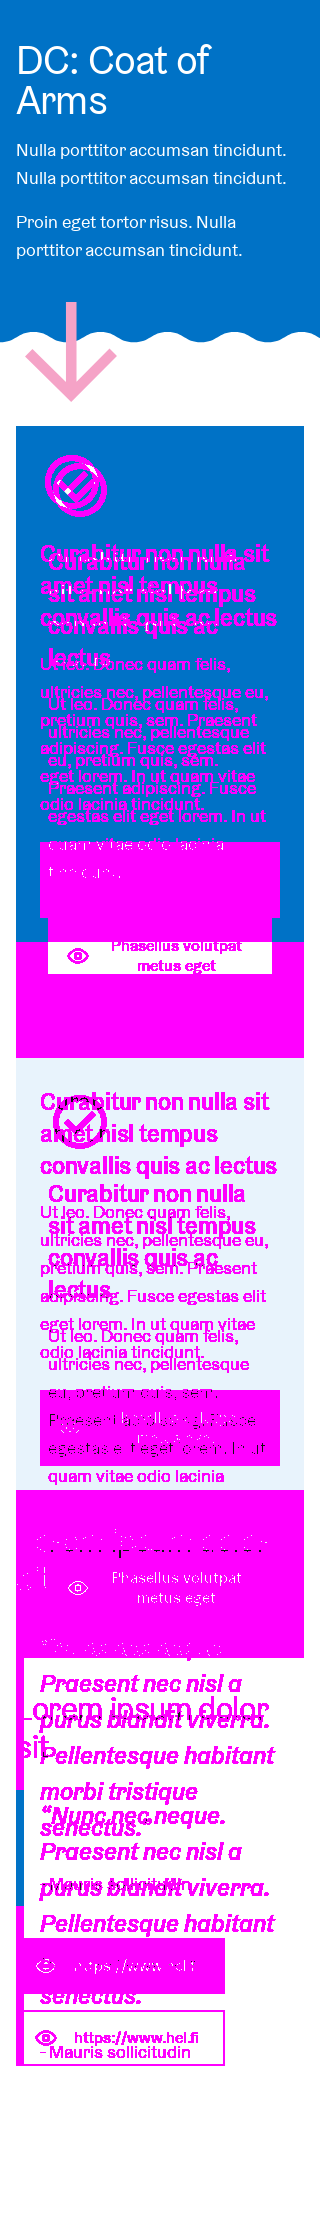 DC: Coat of
Arms
Nulla porttitor accumsan tincidunt.
Nulla porttitor accumsan tincidunt.
Proin eget tortor risus. Nulla
porttitor accumsan tincidunt.
Curabitur non nulla sit
amet nisl tempus
convallis quis ac lectus
Curabitur non nulla
sit amet nisl tempus
convallis quis ac
lectus
Ut leo. Donec quam felis,
ultricies nec, pellentesque eu,
pretium quis, sem. Praesent
adipiscing. Fusce egestas elit
eget lorem. In ut quam vitae
odio lacinia tincidunt.
Ut leo. Donec quam felis,
ultricies nec, pellentesque
eu, pretium quis, sem.
Praesent adipiscing. Fusce
egestas elit eget lorem. In ut
quam vitae odio lacinia
tincidunt.
Phasellus volutpat
metus eget
Curabitur non nulla sit
amet nisl tempus
convallis quis ac lectus
Curabitur non nulla
sit amet nisl tempus
convallis quis ac
lectus
Ut leo. Donec quam felis,
ultricies nec, pellentesque eu,
pretium quis, sem. Praesent
adipiscing. Fusce egestas elit
eget lorem. In ut quam vitae
odio lacinia tincidunt.
Ut leo. Donec quam felis,
ultricies nec, pellentesque
eu, pretium quis, sem.
Praesent adipiscing. Fusce
egestas elit eget lorem. In ut
quam vitae odio lacinia
Phasellus volutpat
metus eget
Praesent nec nisl a
purus blandit viverra.
Pellentesque habitant
morbi tristique
senectus.”
Lorem ipsum dolor
sit
“Nunc nec neque.
Praesent nec nisl a
purus blandit viverra.
Pellentesque habitant
senectus.”
- Mauris sollicitudin
https://www.hel.fi
https://www.hel.fi
- Mauris sollicitudin